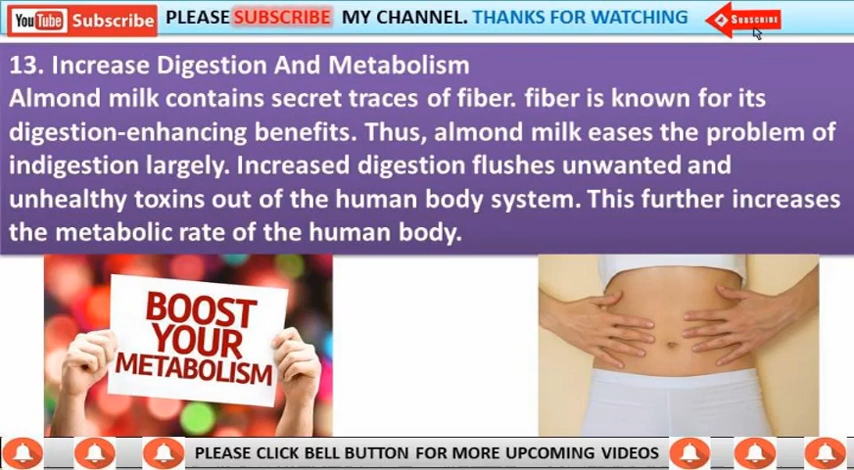 You Tube Subscribe PLEASE SUBSCRIBE MY CHANNEL. THANKS FOR WATCHING SUBSCRIBE
13. Increase Digestion And Metabolism
Almond milk contains secret traces of fiber. fiber is known for its
digestion-enhancing benefits. Thus, almond milk eases the problem of
indigestion largely. Increased digestion flushes unwanted and
unhealthy toxins out of the human body system. This further increases
the metabolic rate of the human body.
BOOST
YOUR
METABOLISM
PLEASE CLICK BELL BUTTON FOR MORE UPCOMING VIDEOS